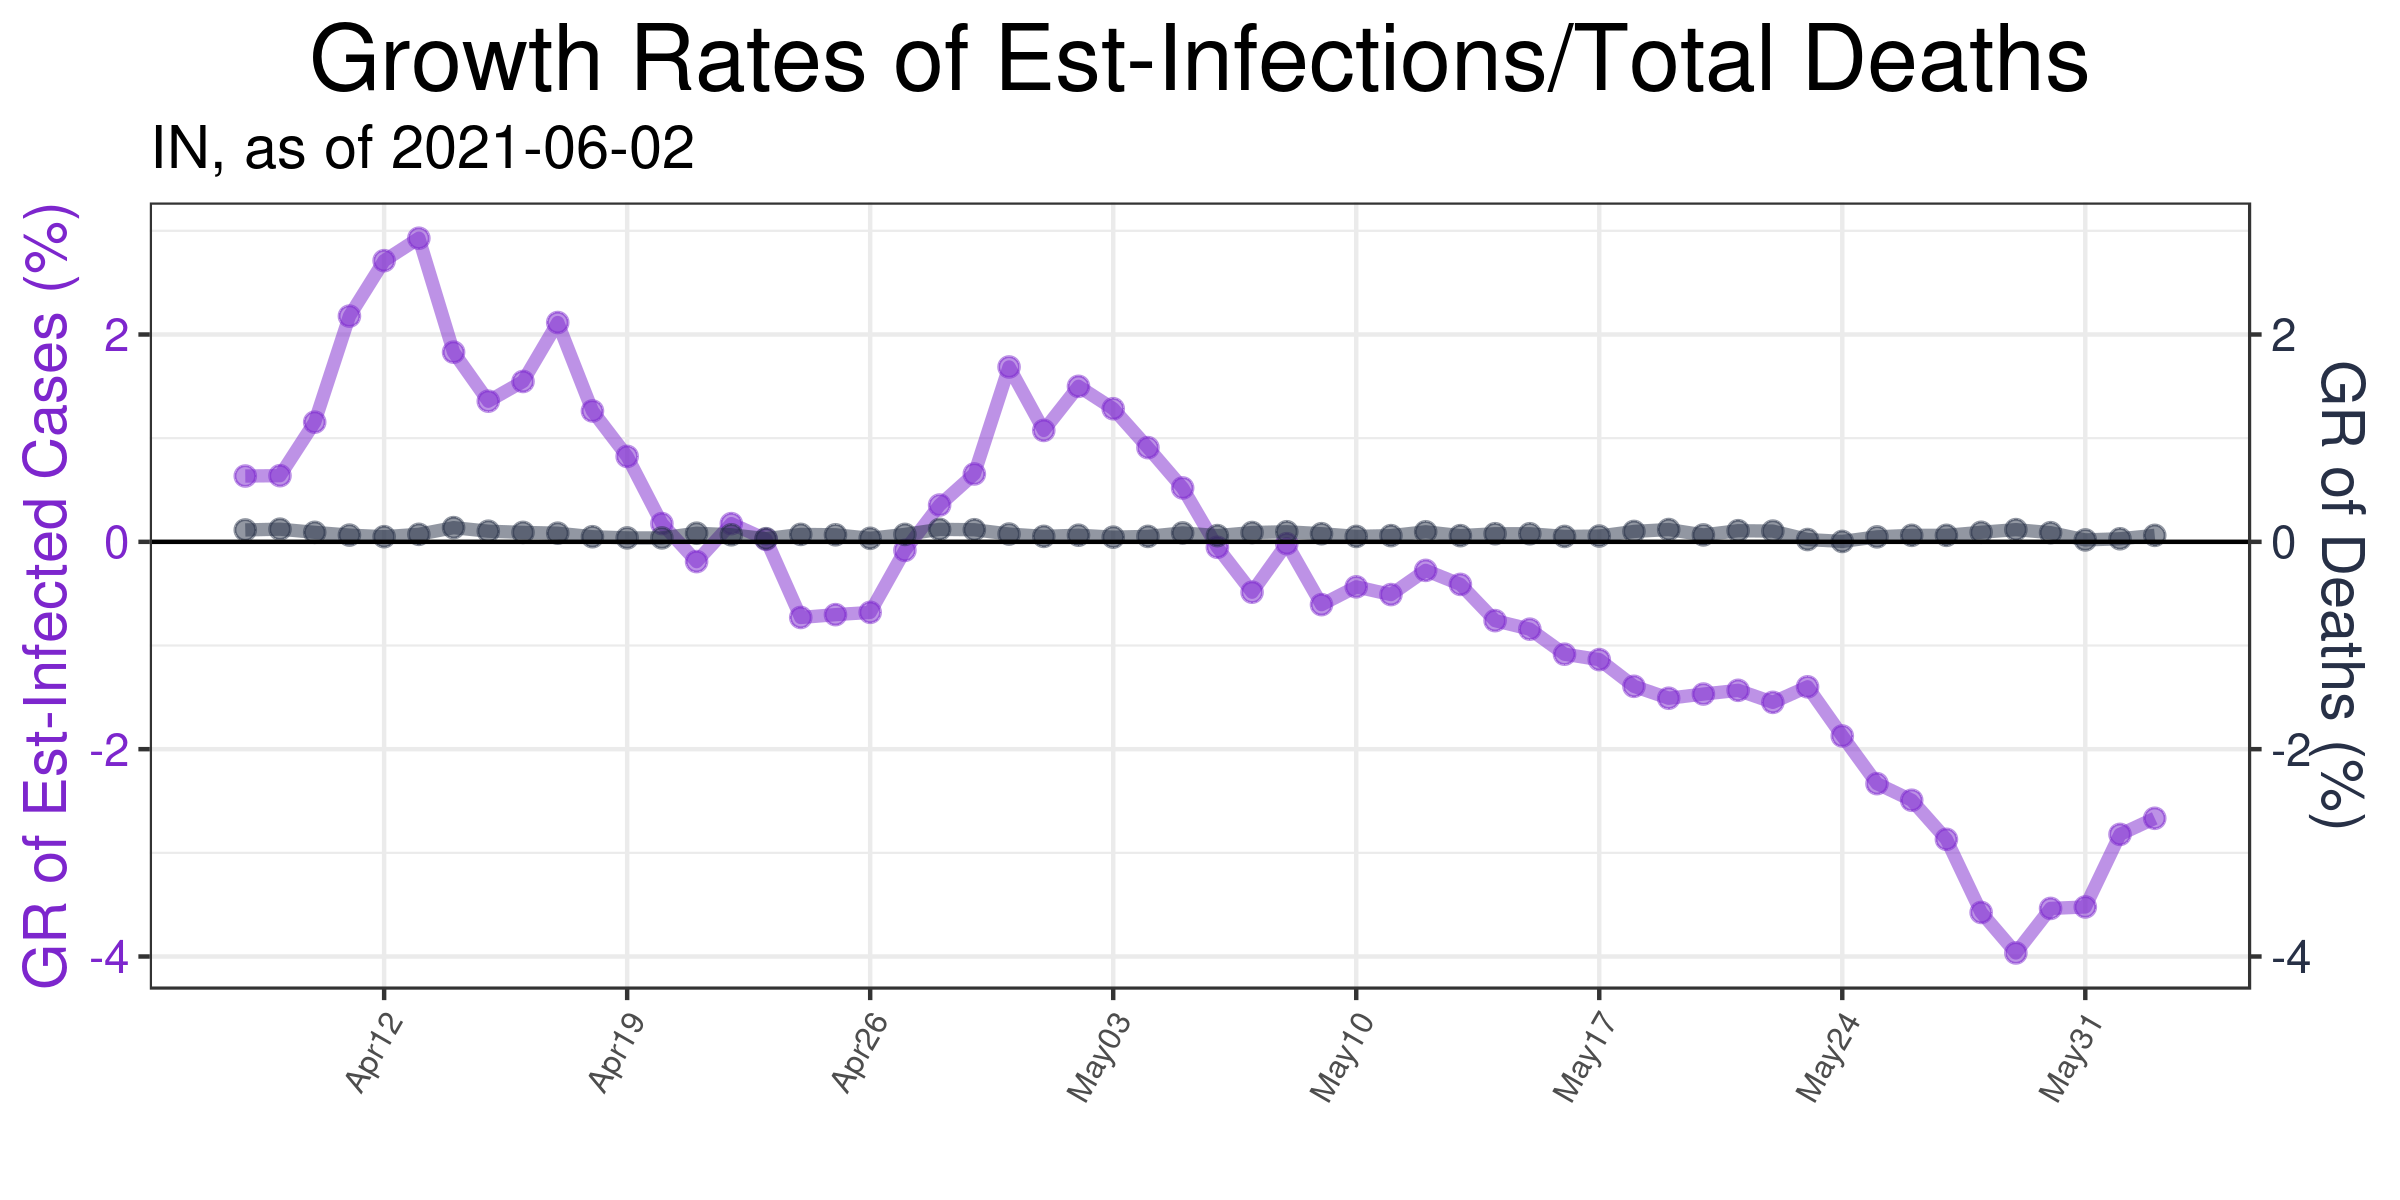 Growth Rates of Est-Infections/Total Deaths
IN, as of 2021-06-02
GR of Est-Infected Cases (%)
2
0
-2
-4
2
0
-2
-4
GR of Deaths (%)
Apr12
Apr19
Apr26
May03
May10
May17
May24
May31